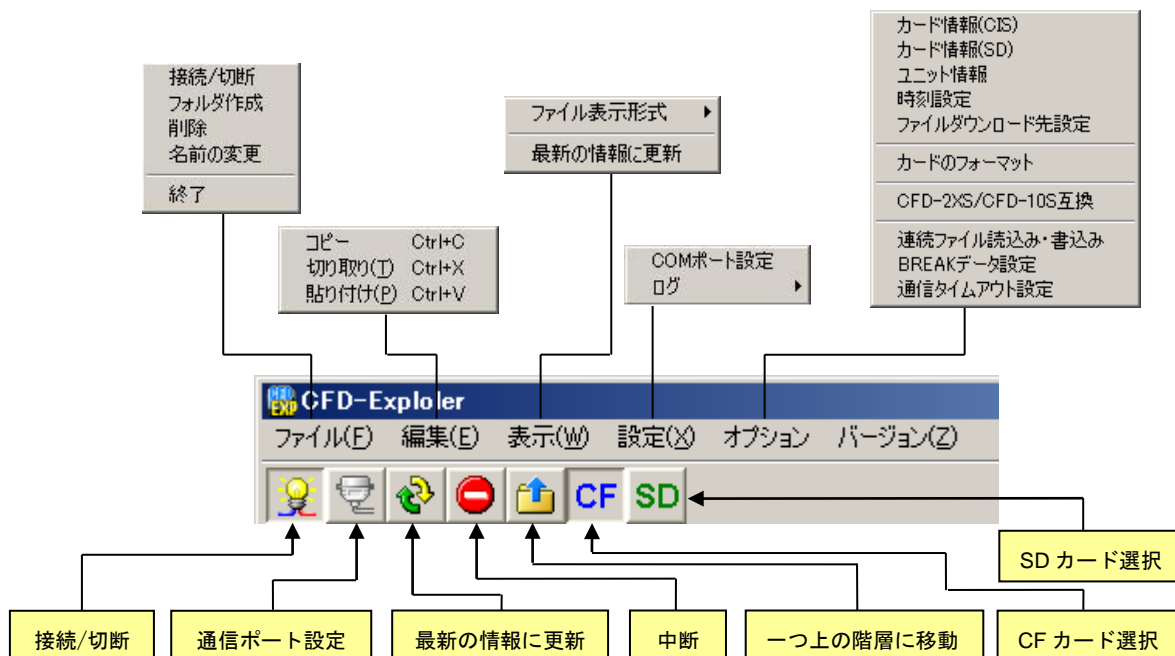 接続/切断
フォルダ作成
削除
名前の変更
終了
コピー Ctrl+C
切り取り(T) Ctrl+X
貼り付け(P) Ctrl+V
ファイル表示形式
最新の情報に更新
COMポート設定
ログ
カード情報(CIS)
カード情報(SD)
ユニット情報
時刻設定
ファイルダウンロード先設定
カードのフォーマット
CFD-2XS/CFD-10S互換
連続ファイル読込み・書込み
BREAKデータ設定
通信タイムアウト設定
CFD EXP CFD-Exploler
ファイル(F) 編集(E) 表示(W) 設定(X) オプション バージョン(Z)
CF SD
SD カード選択
接続/切断 通信ポート設定 最新の情報に更新 中断 一つ上の階層に移動 CF カード選択